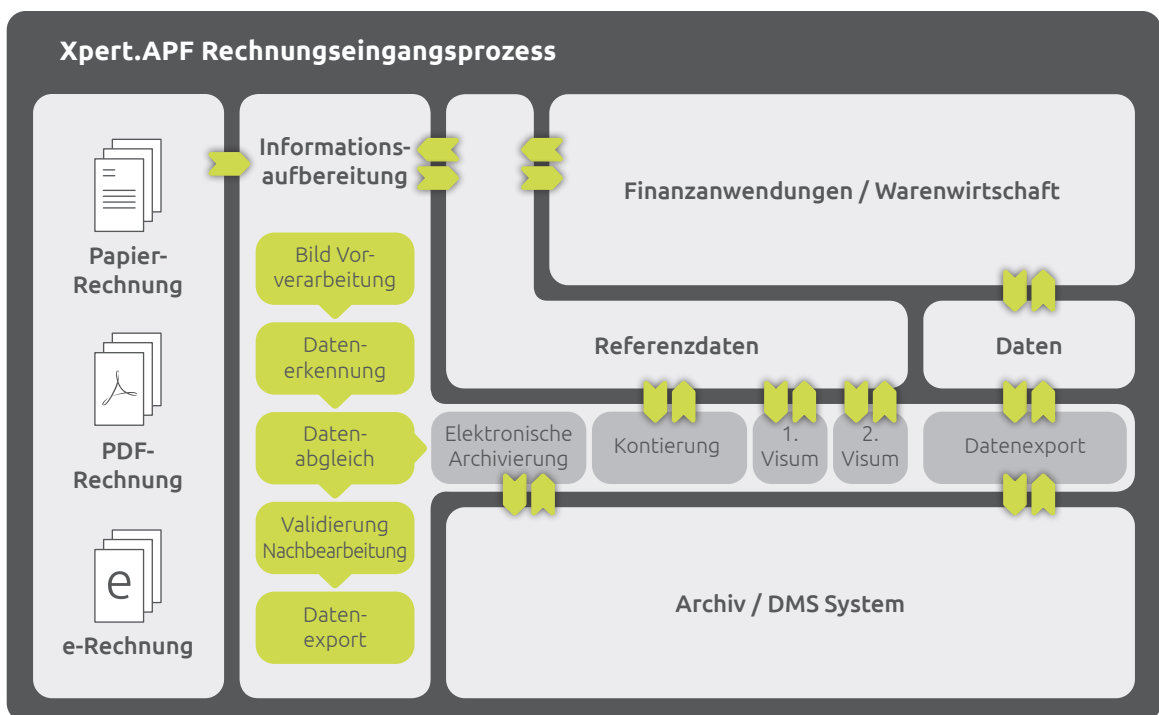 Xpert.APF Rechnungseingangsprozess
Papier-
Rechnung
PDF-
Rechnung
e
e-Rechnung
Informations-
aufbereitung
Bild Vor-
verarbeitung
Daten-
erkennung
Daten-
abgleich
Validierung
Nachbearbeitung
Daten-
export
Finanzanwendungen / Warenwirtschaft
Referenzdaten
Daten
Elektronische
Archivierung
Kontierung
1.
Visum
2.
Visum
Datenexport
Archiv / DMS System